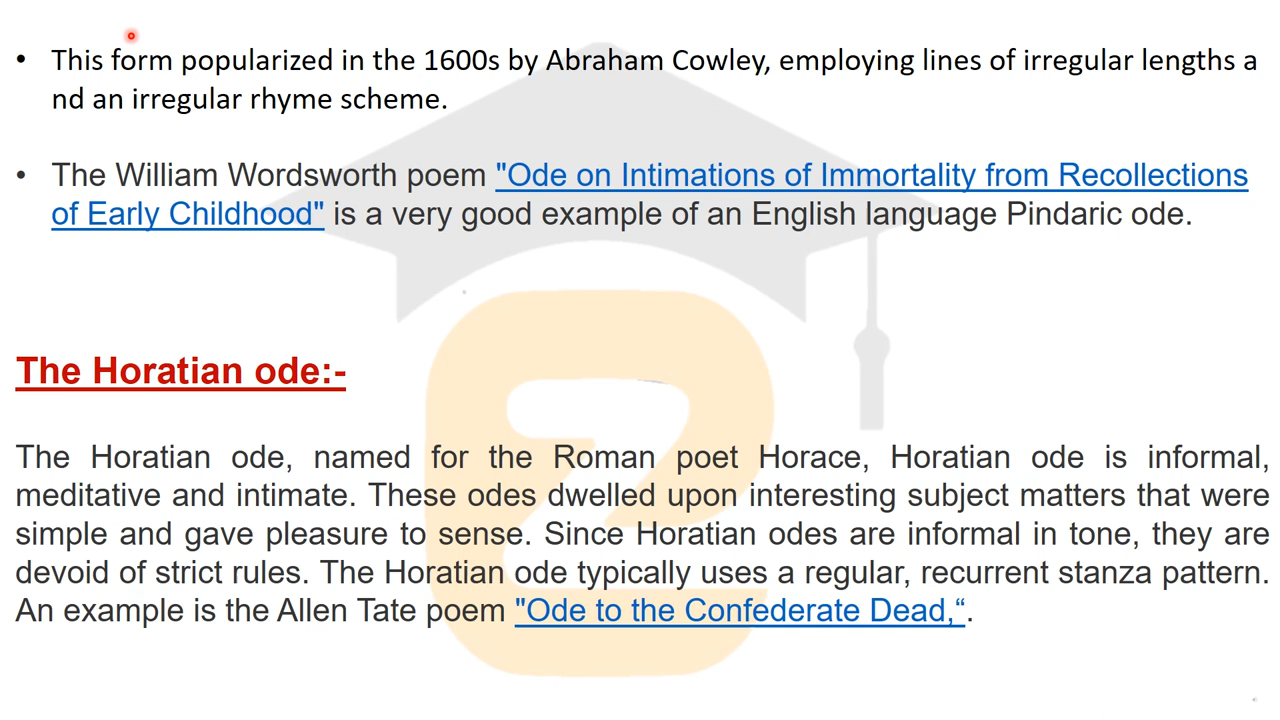 • This form popularized in the 1600s by Abraham Cowley, employing lines of irregular lengths a
nd an irregular rhyme scheme.
• The William Wordsworth poem "Ode on Intimations of Immortality from Recollections
of Early Childhood" is a very good example of an English language Pindaric ode.
The Horatian ode:-
The Horatian ode, named for the Roman poet Horace, Horatian ode is informal,
meditative and intimate. These odes dwelled upon interesting subject matters that were
simple and gave pleasure to sense. Since Horatian odes are informal in tone, they are
devoid of strict rules. The Horatian ode typically uses a regular, recurrent stanza pattern.
An example is the Allen Tate poem "Ode to the Confederate Dead,“.